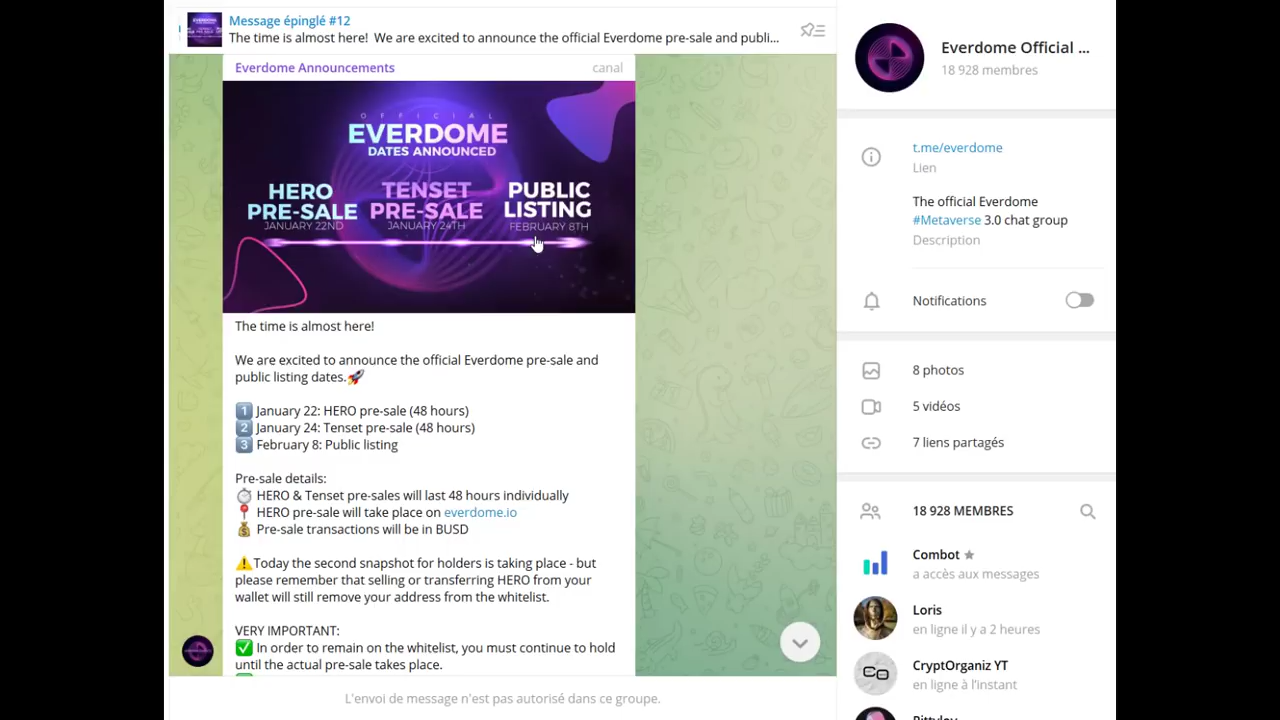 Message épinglé #12
The time is almost here! We are excited to announce the official Everdome pre-sale and publi...
Everdome Announcements
canal
OFFICIAL
EVERDOME
DATES ANNOUNCED
HERO
PRE-SALE
JANUARY 22ND
TENSET
PRE-SALE
JANUARY 24TH
PUBLIC
LISTING
FEBRUARY 8TH
The time is almost here!
We are excited to announce the official Everdome pre-sale and
public listing dates.🚀
1️⃣ January 22: HERO pre-sale (48 hours)
2️⃣ January 24: Tenset pre-sale (48 hours)
3️⃣ February 8: Public listing
Pre-sale details:
⏱ HERO & Tenset pre-sales will last 48 hours individually
📍 HERO pre-sale will take place on everdome.io
💰 Pre-sale transactions will be in BUSD
⚠️Today the second snapshot for holders is taking place - but
please remember that selling or transferring HERO from your
wallet will still remove your address from the whitelist.
VERY IMPORTANT:
✅ In order to remain on the whitelist, you must continue to hold
until the actual pre-sale takes place.
L'envoi de message n'est pas autorisé dans ce groupe.
Everdome Official ...
18 928 membres
t.me/everdome
Lien
The official Everdome
#Metaverse 3.0 chat group
Description
Notifications
8 photos
5 vidéos
7 liens partagés
18 928 MEMBRES
Combot
a accès aux messages
Loris
en ligne il y a 2 heures
CryptOrganiz YT
en ligne à l'instant